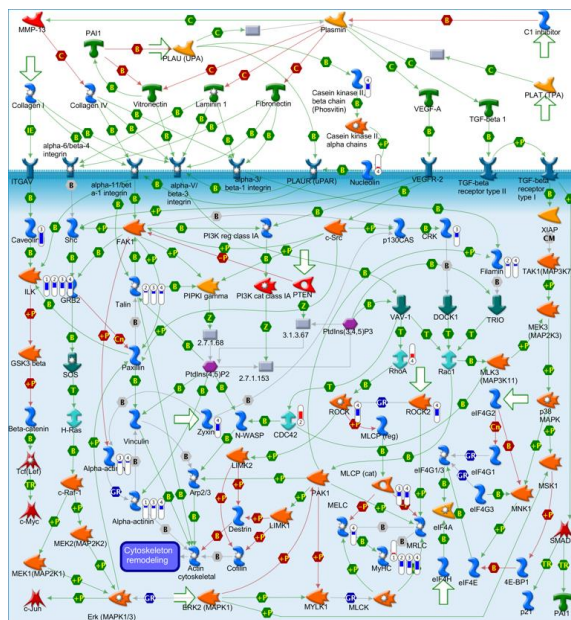 MMP-13
PAI1
PLAU (UPA)
Plasmin
C1 inhibitor
Collagen I
Collagen IV
Vitronectin
Laminin 1
Fibronectin
Casein kinase II,
beta chain
(Phosvitin)
Casein kinase II,
alpha chains
VEGF-A
TGF-beta 1
PLAT (TPA)
alpha-6/beta-4
integrin
ITGAV
alpha-11/bet
a-1 integrin
alpha-V/
beta-3
integrin
alpha-3/
beta-1 integrin
PLAUR (uPAR)
Nucleolin
VEGFR-2
TGF-beta
receptor type II
TGF-beta
receptor
type I
Caveolin
Shc
FAK1
PI3K reg class IA
c-Src
p130CAS
CRK
Filamin
XIAP
CM
TAK1(MAP3K7)
ILK
GRB2
Talin
PIPKI gamma
PI3K cat class IA
PTEN
VAV-1
DOCK1
TRIO
MEK3
(MAP2K3)
GSK3 beta
SOS
Paxillin
2.7.1.68
3.1.3.67
PtdIns(3,4,5)P3
PtdIns(4,5)P2
2.7.1.153
RhoA
Rac1
MLK3
(MAP3K11)
Beta-catenin
H-Ras
Vinculin
Zyxin
N-WASP
CDC42
ROCK
ROCK2
MLCP (reg)
eIF4G2
p38
MAPK
Tcf(Lef)
c-Raf-1
Alpha-actinin
LIMK2
Arp2/3
PAK1
MLCP (cat)
eIF4G1/3
eIF4G1
MSK1
c-Myc
MEK2(MAP2K2)
Alpha-actinin
Destrin
LIMK1
MELC
MRLC
eIF4A
eIF4G3
MNK1
SMAD3
Cytoskeleton
remodeling
MEK1(MAP2K1)
Actin
cytoskeletal
Cofilin
MyHC
eIF4H
eIF4E
4E-BP1
c-Jun
Erk (MAPK1/3)
ERK2 (MAPK1)
MYLK1
MLCK
p21
PAI1